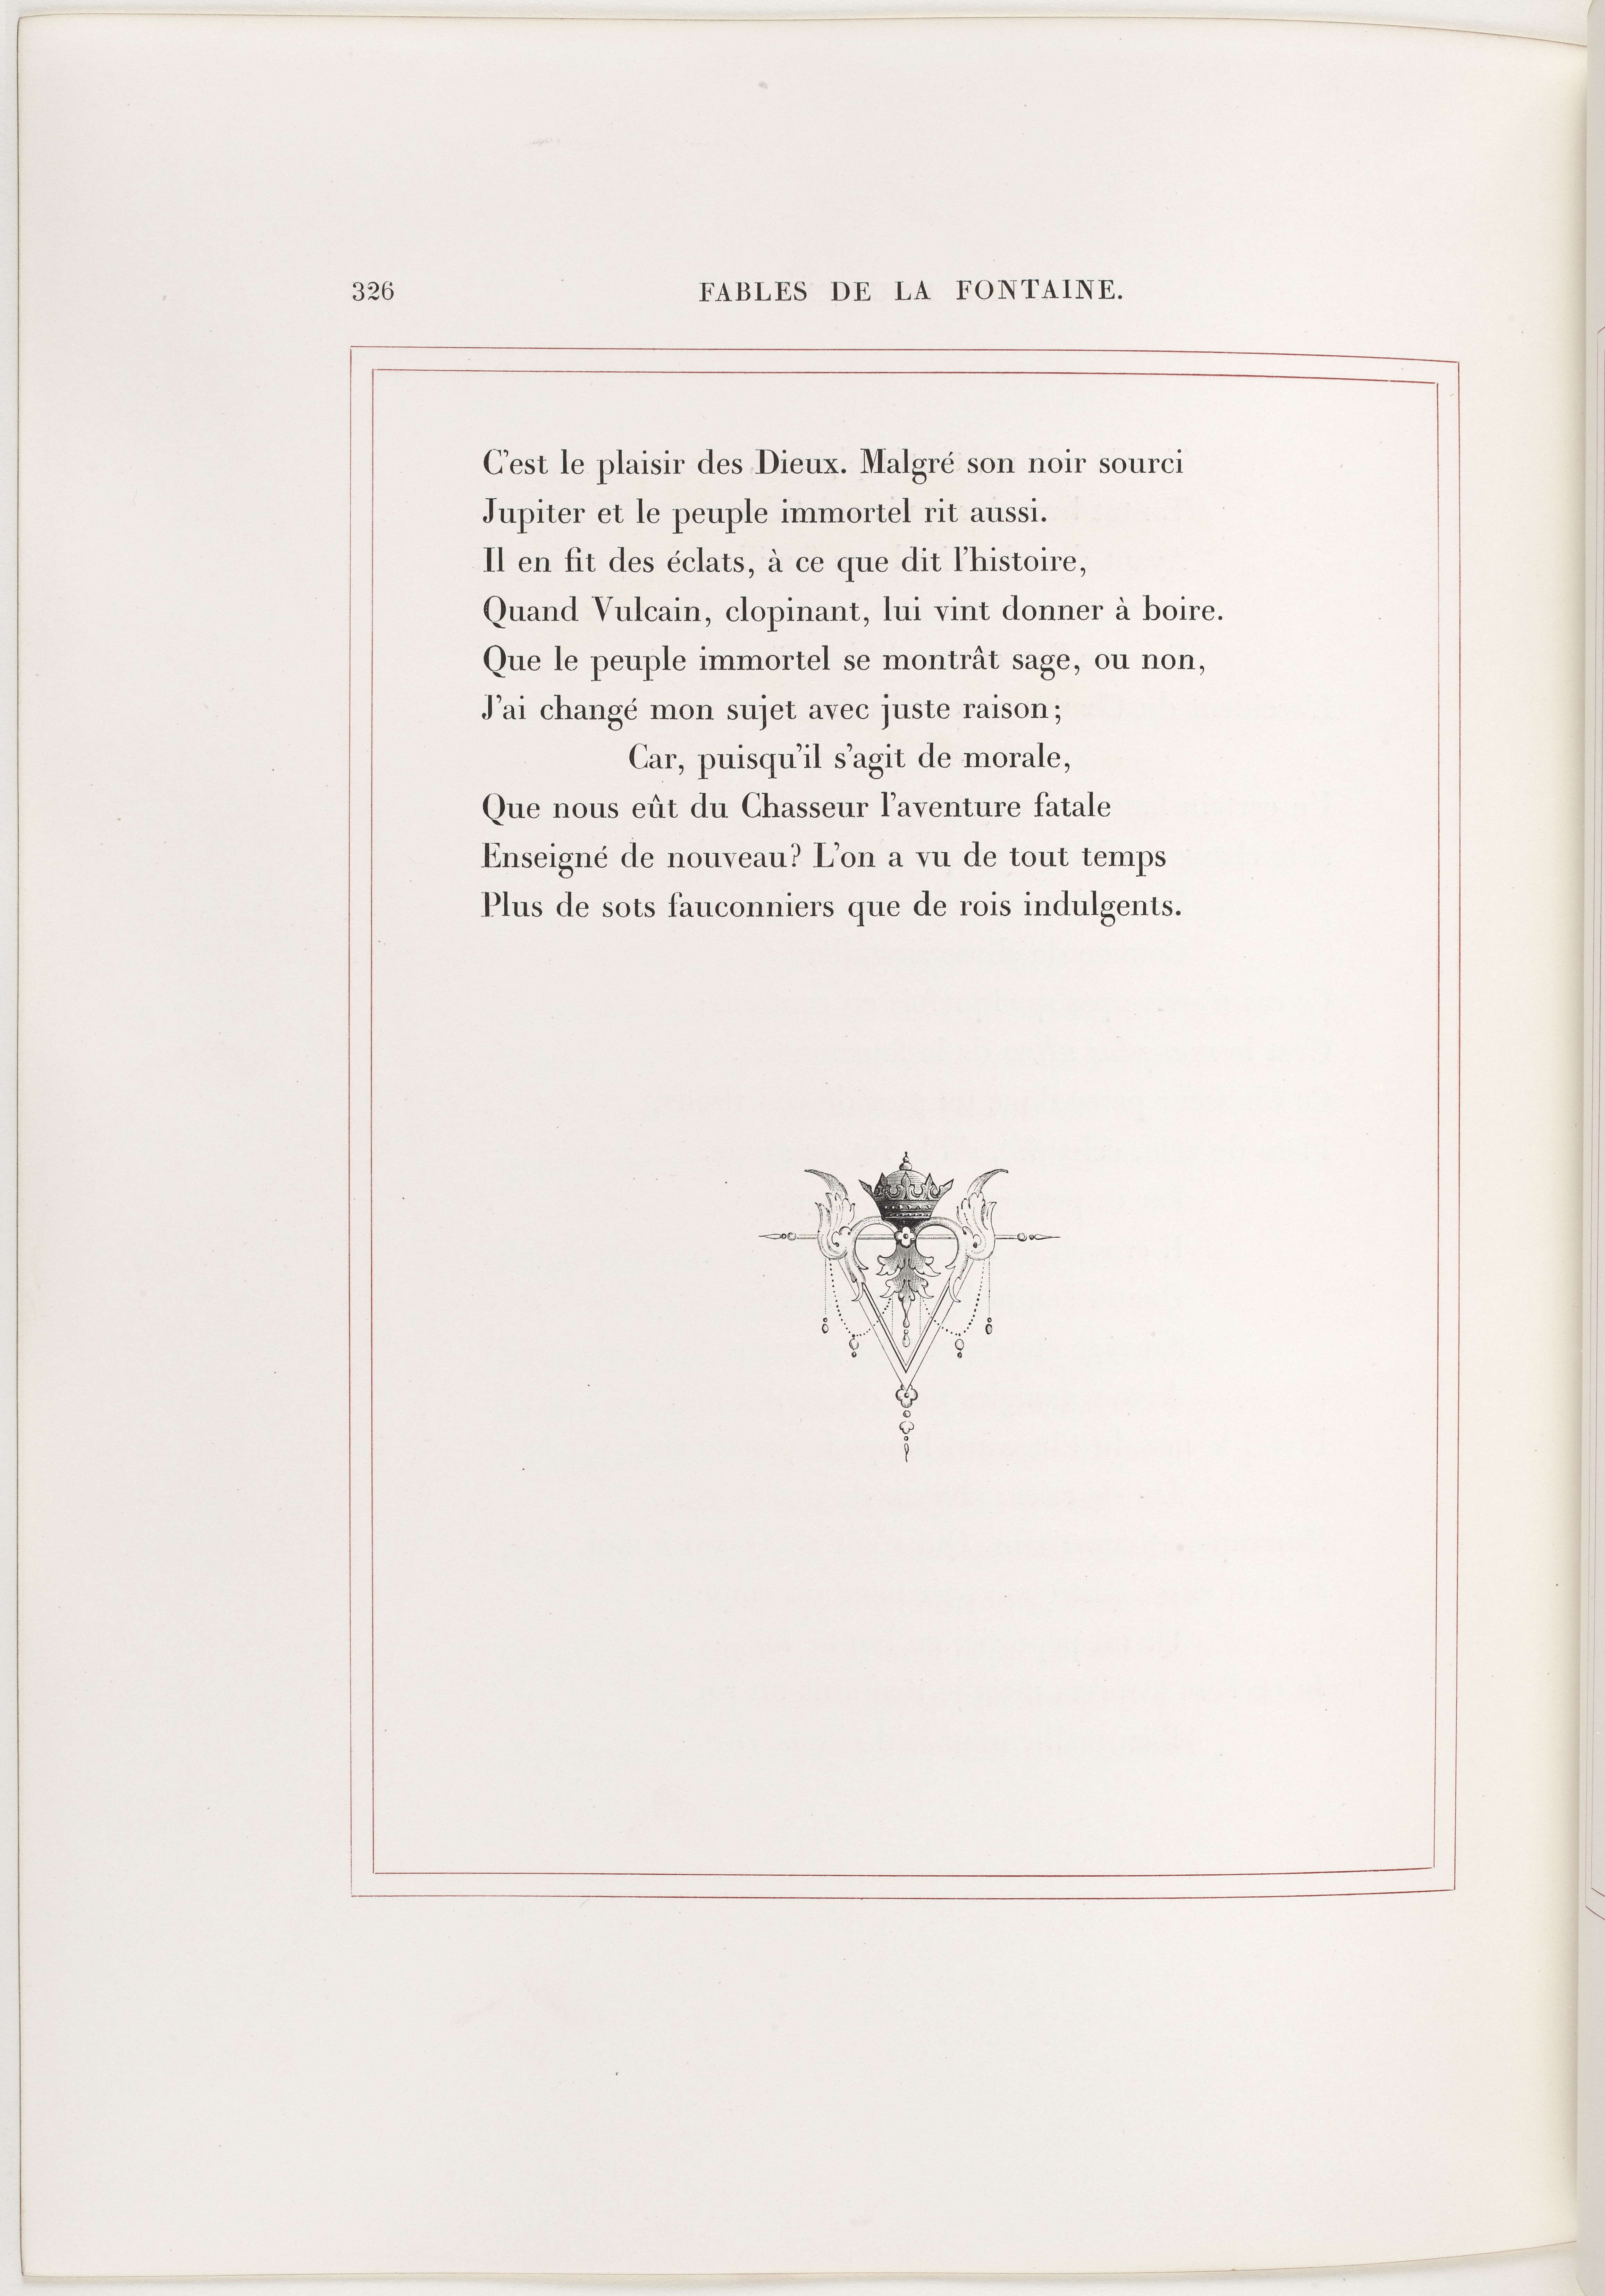 326 FABLES DE LA FONTAINE.
C'est le plaisir des Dieux. Malgré son noir sourci
Jupiter et le peuple immortel rit aussi.
Il en fit des éclats, à ce que dit l'histoire,
Quand Vulcain, clopinant, lui vint donner à boire.
Que le peuple immortel se montrât sage, ou non,
J'ai changé mon sujet avec juste raison;
Car, puisqu'il s'agit de morale,
Que nous eût du Chasseur l'aventure fatale
Enseigné de nouveau? L'on a vu de tout temps
Plus de sots fauconniers que de rois indulgents.